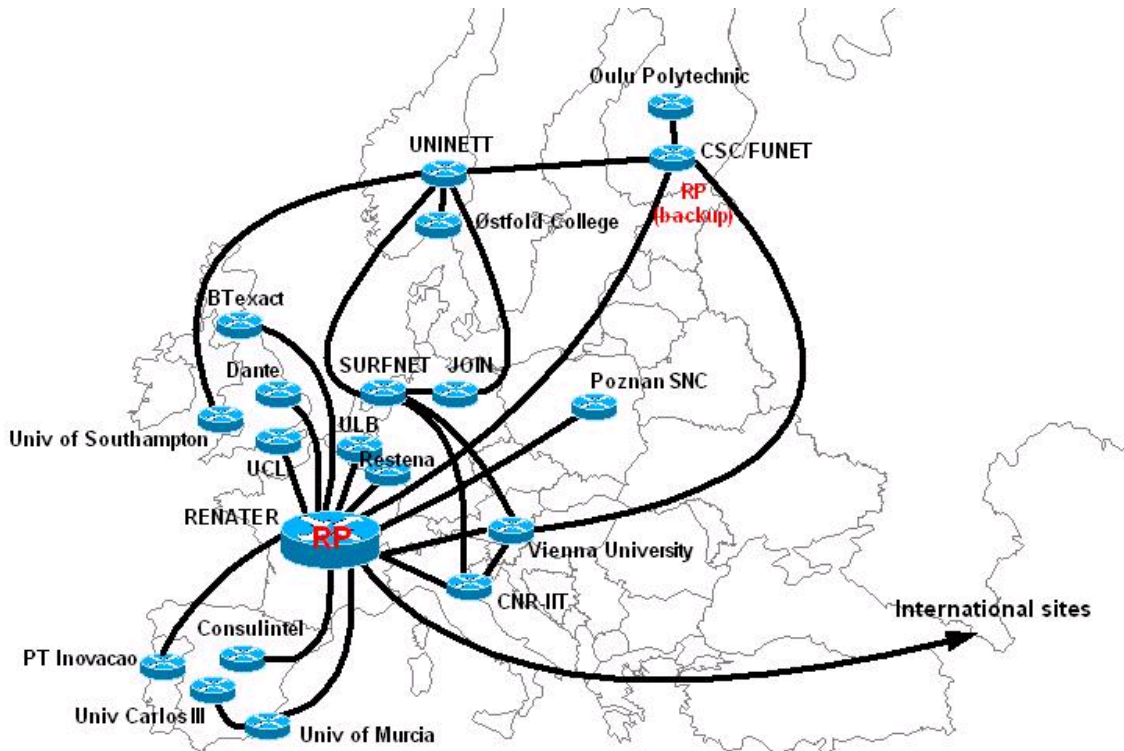 Øulu Polytechnic
UNINETT
CSC/FUNET
RP
(backup)
Østfold College
BTexact
Dante
SURFNET
JOIN
Poznan SNC
Univ of Southampton
ULB
UCL
Restena
RENATER
RP
Vienna University
CNR-IIT
International sites
Consulintel
PT Inovacao
Univ Carlos III
Univ of Murcia